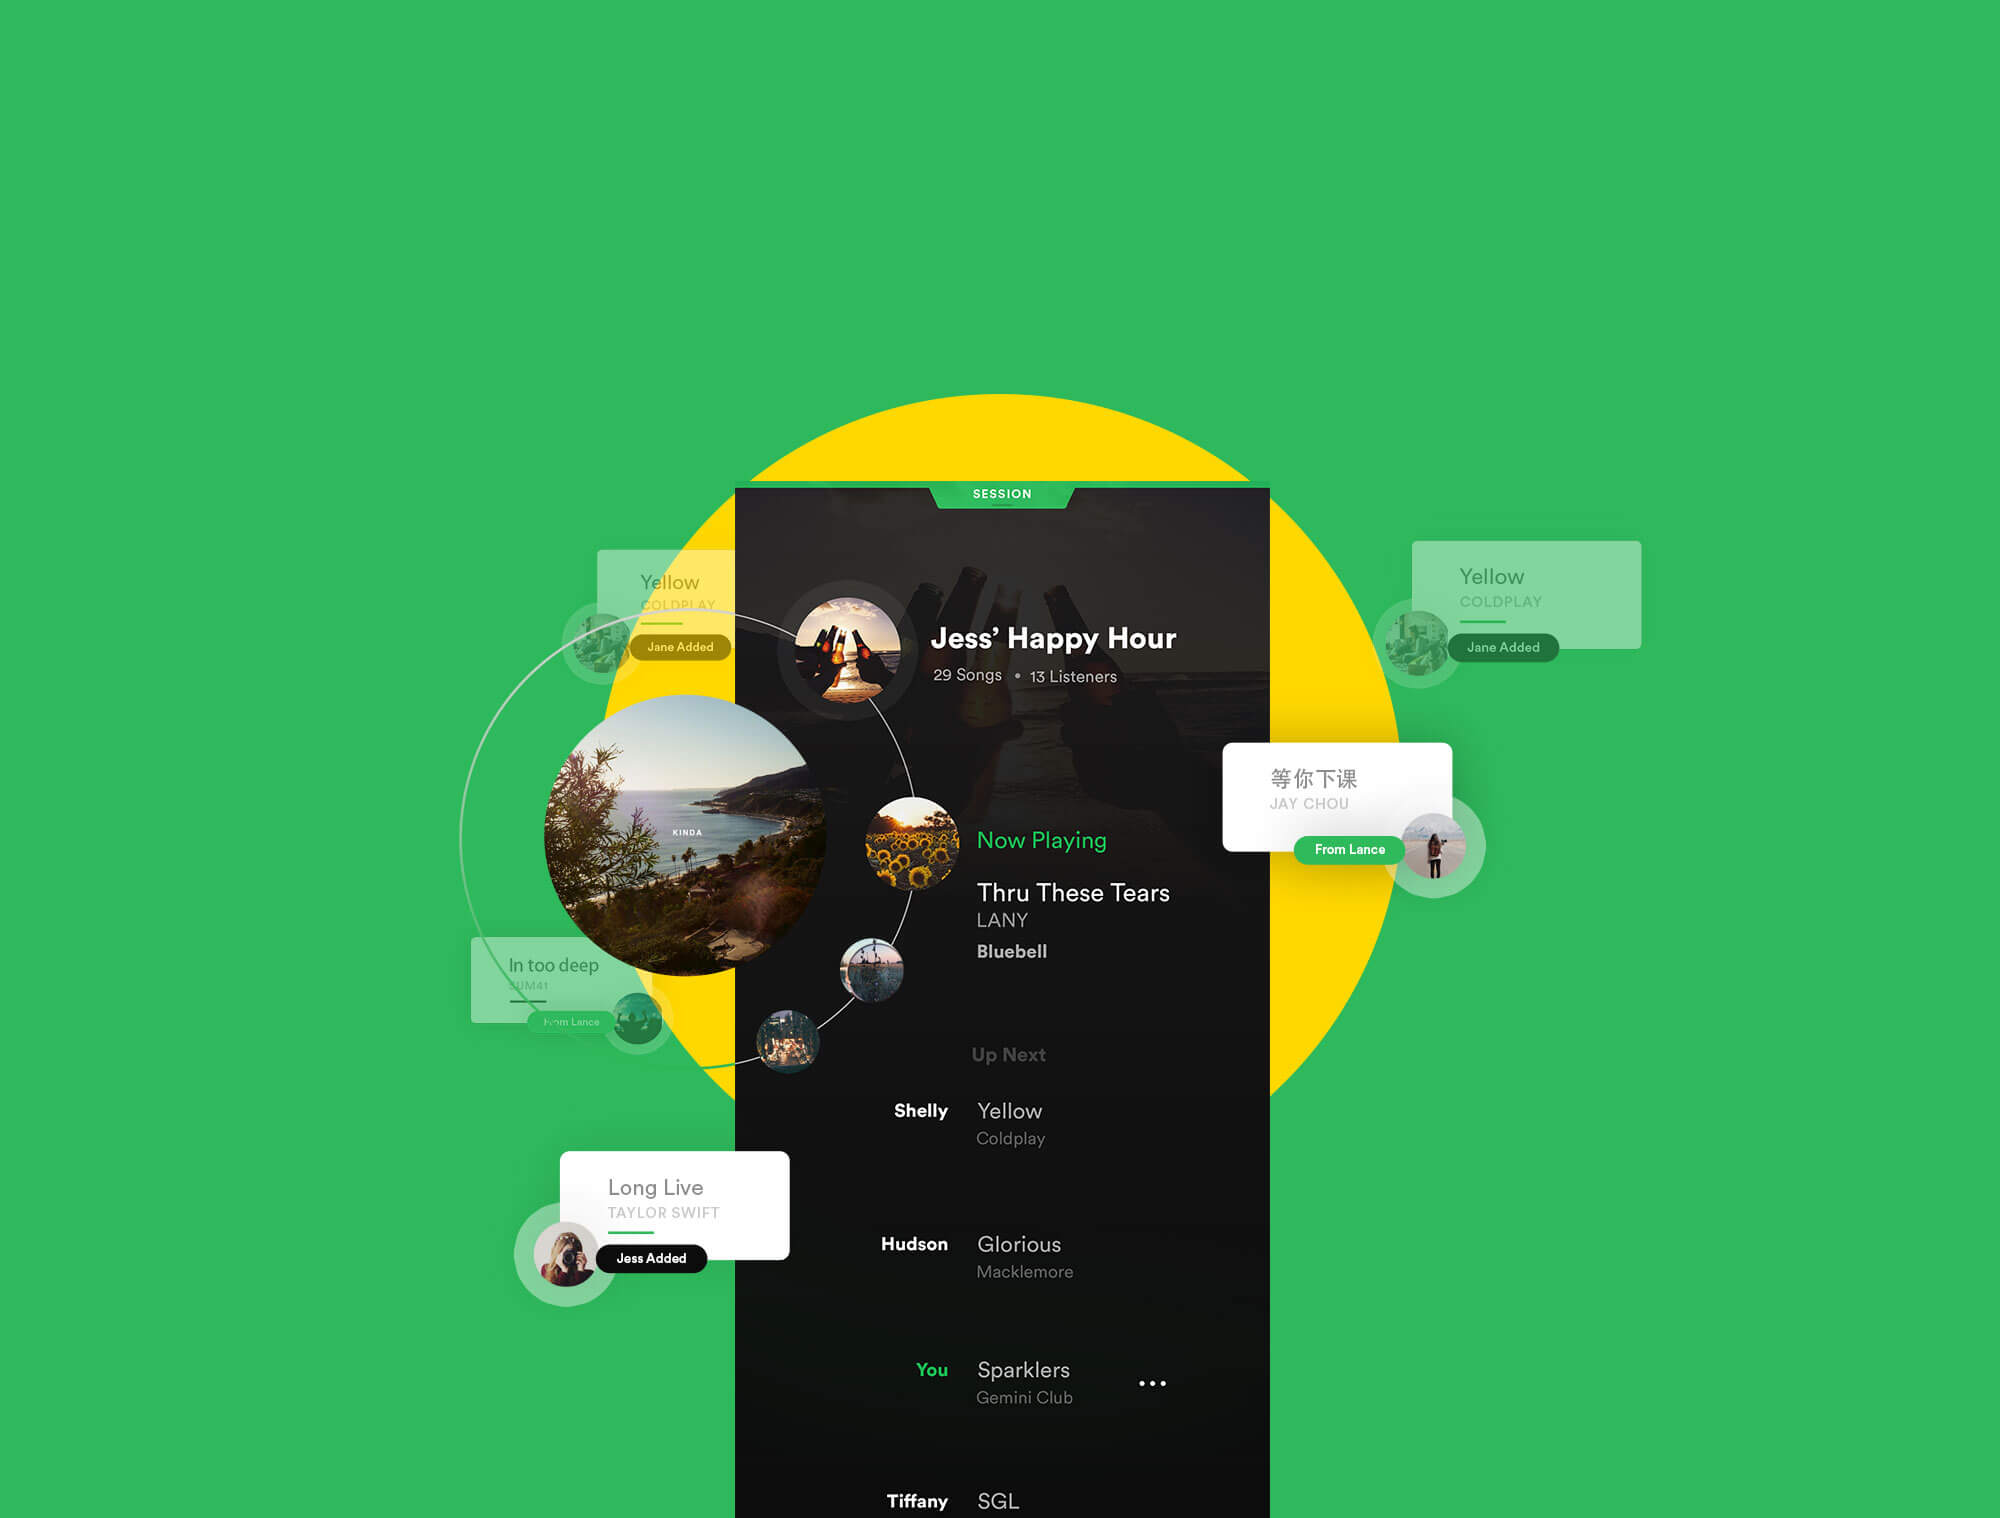 SESSION
Yellow
COLDPLAY
Jane Added
Yellow
COLDPLAY
Jane Added
Jess’ Happy Hour
29 Songs • 13 Listeners
等你下课
JAY CHOU
From Lance
KINDA
Now Playing
Thru These Tears
LANY
Bluebell
In too deep
SUM41
From Lance
Up Next
Shelly Yellow
Coldplay
Long Live
TAYLOR SWIFT
Jess Added
Hudson Glorious
Macklemore
You Sparklers
Gemini Club
Tiffany SGL